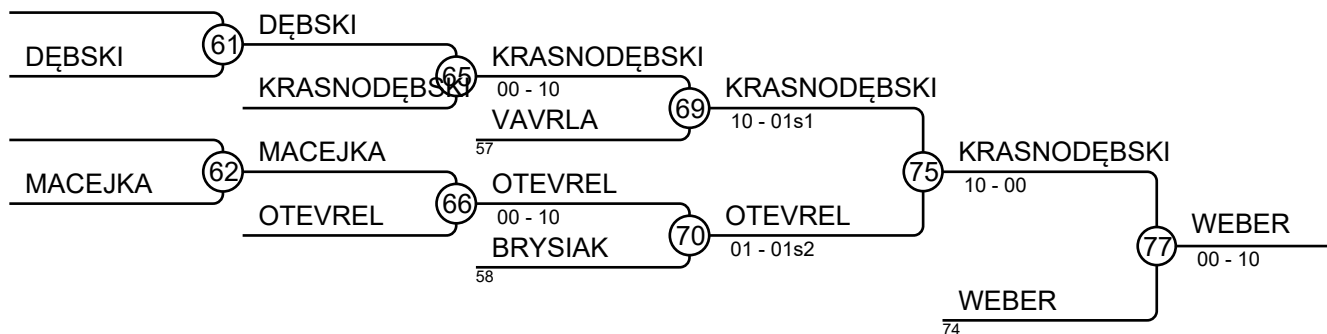 DĘBSKI
61
DĘBSKI
KRASNODĘBSKI
65
KRASNODĘBSKI
00 - 10
VAVRLA
57
69
KRASNODĘBSKI
10 - 01s1
MACEJKA
62
MACEJKA
OTEVREL
66
OTEVREL
00 - 10
BRYSIAK
58
70
OTEVREL
01 - 01s2
75
KRASNODĘBSKI
10 - 00
WEBER
74
77
WEBER
00 - 10